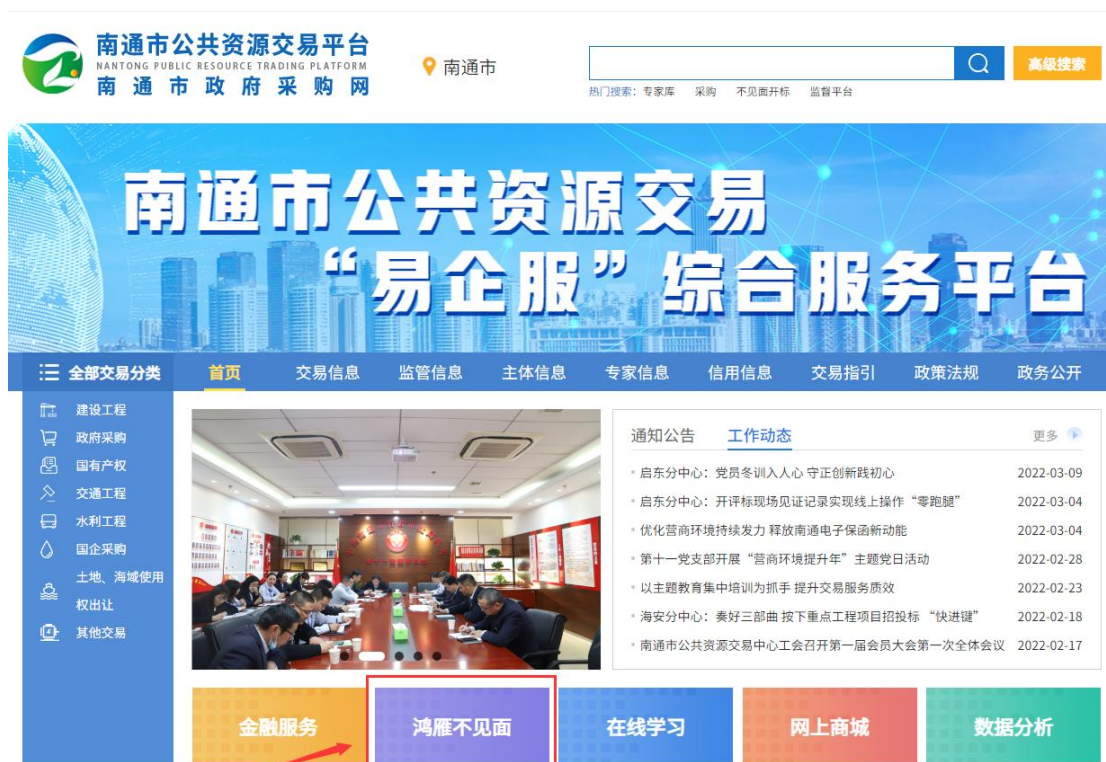 南通市公共资源交易平台
NANTONG PUBLIC RESOURCE TRADING PLATFORM
南通市政府采购网
南通市
高级搜索
热门搜索：专家库 采购 不见面开标 监督平台
南通市公共资源交易
“易企服”综合服务平台
全部交易分类 首页 交易信息 监管信息 主体信息 专家信息 信用信息 交易指引 政策法规 政务公开
建设工程
政府采购
国有产权
交通工程
水利工程
国企采购
土地、海域使用
权出让
其他交易
通知公告 工作动态 更多
启东分中心：党员冬训入人心 守正创新践初心 2022-03-09
启东分中心：开评标现场见证记录实现线上操作“零跑腿” 2022-03-04
优化营商环境持续发力 释放南通电子保函新动能 2022-03-04
第十一党支部开展“营商环境提升年”主题党日活动 2022-02-28
以主题教育集中培训为抓手 提升交易服务质效 2022-02-23
海安分中心：奏好三部曲 按下重点工程项目招投标 “快进键” 2022-02-18
南通市公共资源交易中心工会召开第一届会员大会第一次全体会议 2022-02-17
金融服务 鸿雁不见面 在线学习 网上商城 数据分析